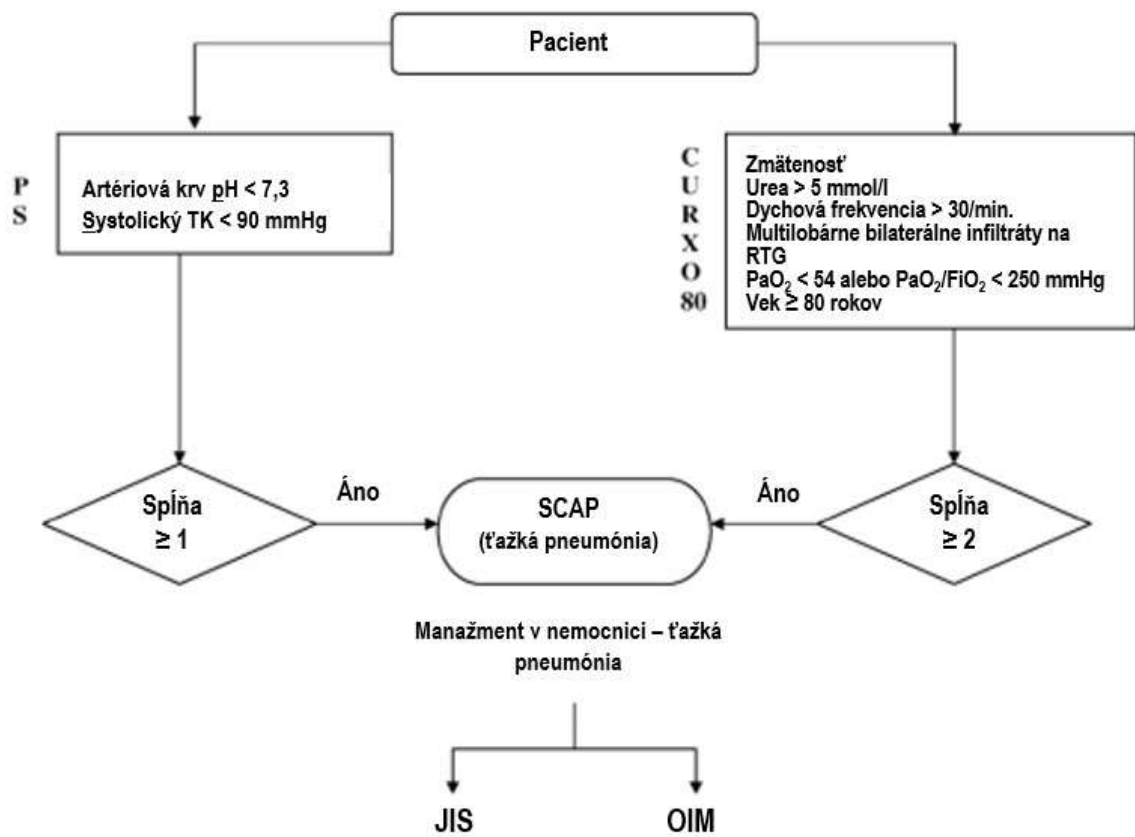 Pacient
P
S
Artériová krv pH < 7,3
Systolický TK < 90 mmHg
C
U
R
X
O
80
Zmätenosť
Urea > 5 mmol/l
Dychová frekvencia > 30/min.
Multilobárne bilaterálne infiltráty na
RTG
PaO₂ < 54 alebo PaO₂/FiO₂ < 250 mmHg
Vek ≥ 80 rokov
Spĺňa
≥ 1
Áno
SCAP
(ťažká pneumónia)
Áno
Spĺňa
≥ 2
Manažment v nemocnici – ťažká
pneumónia
JIS
OIM